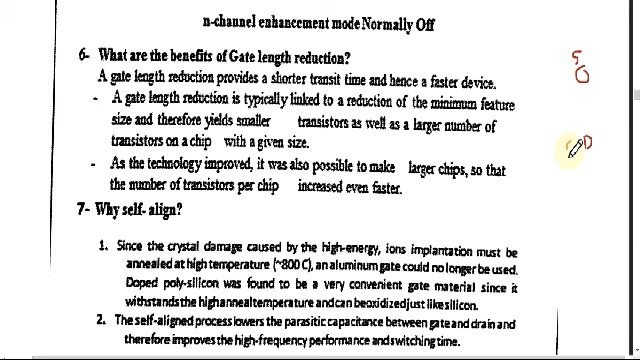 n-channel enhancement mode Normally Off
6- What are the benefits of Gate length reduction?
A gate length reduction provides a shorter transit time and hence a faster device.
- A gate length reduction is typically linked to a reduction of the minimum feature
size and therefore yields smaller transistors as well as a larger number of
transistors on a chip with a given size.
- As the technology improved, it was also possible to make larger chips, so that
the number of transistors per chip increased even faster.
7- Why self- align?
1. Since the crystal damage caused by the high-energy, ions implantation must be
annealed at high temperature (~800 C), an aluminum gate could no longer be used.
Doped poly-silicon was found to be a very convenient gate material since it
withstands the high anneal temperature and can be oxidized just like silicon.
2. The self-aligned process lowers the parasitic capacitance between gate and drain and
therefore improves the high-frequency performance and switching time.